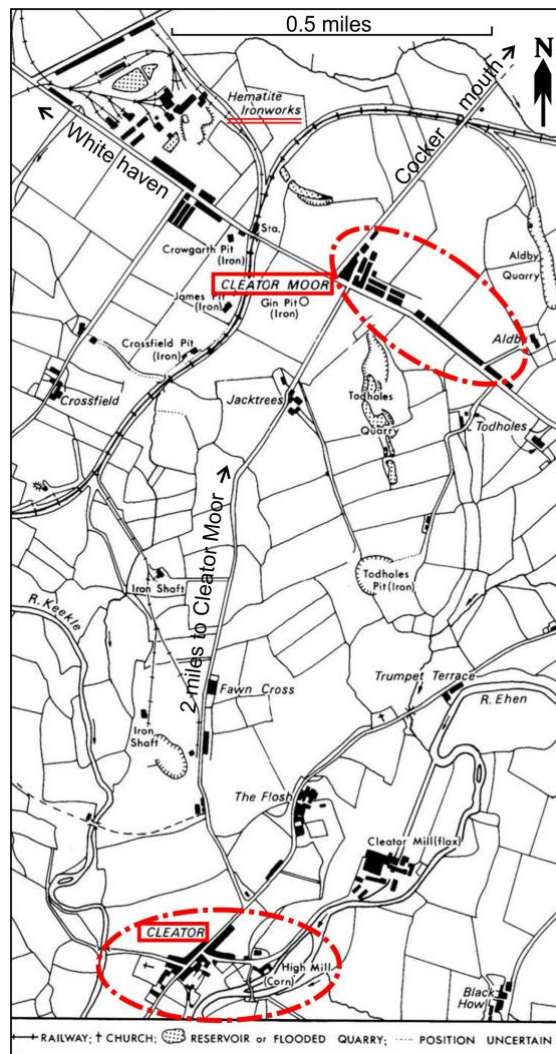 0.5 miles
N
Hematite
Ironworks
White haven
Cocker mouth
Sta.
Crowgarth Pit
(Iron)
CLEATOR MOOR
Aldby
Quarry
James Pit
(Iron)
Gin Pit
(Iron)
Crossfield Pit
(Iron)
Aldby
Crossfield
Jacktrees
Todholes
Quarry
Todholes
2 miles to Cleator Moor
Iron Shaft
Todholes
Pit (Iron)
R. Keekle
Trumpet Terrace
Fawn Cross
R. Ehen
Iron
Shaft
The Flosh
Cleator Mill (flax)
CLEATOR
High Mill
(Corn)
Black
How
RAILWAY; CHURCH; RESERVOIR or FLOODED QUARRY; POSITION UNCERTAIN